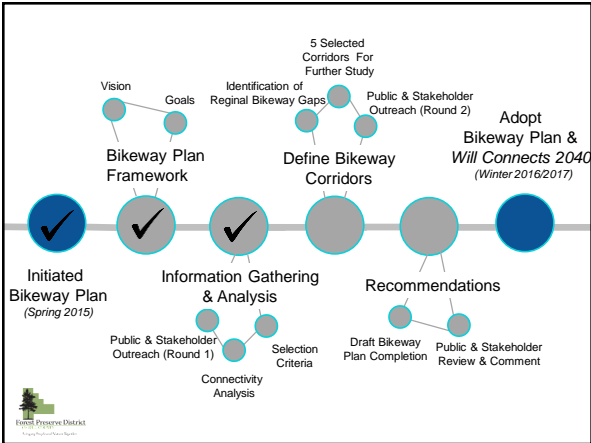 5 Selected
Corridors For
Further Study
Vision
Goals
Identification of
Reginal Bikeway Gaps
Public & Stakeholder
Outreach (Round 2)
Adopt
Bikeway Plan &
Will Connects 2040
(Winter 2016/2017)
Bikeway Plan
Framework
Define Bikeway
Corridors
Initiated
Bikeway Plan
(Spring 2015)
Information Gathering
& Analysis
Recommendations
Public & Stakeholder
Outreach (Round 1)
Connectivity
Analysis
Selection
Criteria
Draft Bikeway
Plan Completion
Public & Stakeholder
Review & Comment
Forest Preserve District